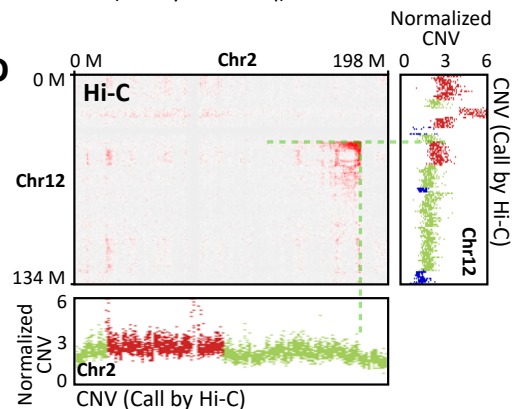 Normalized
CNV
0 M
Chr2
198 M
0
3
6
0 M
Hi-C
CNV (Call by Hi-C)
Chr12
Chr12
134 M
6
3
0
Normalized
CNV
Chr2
CNV (Call by Hi-C)